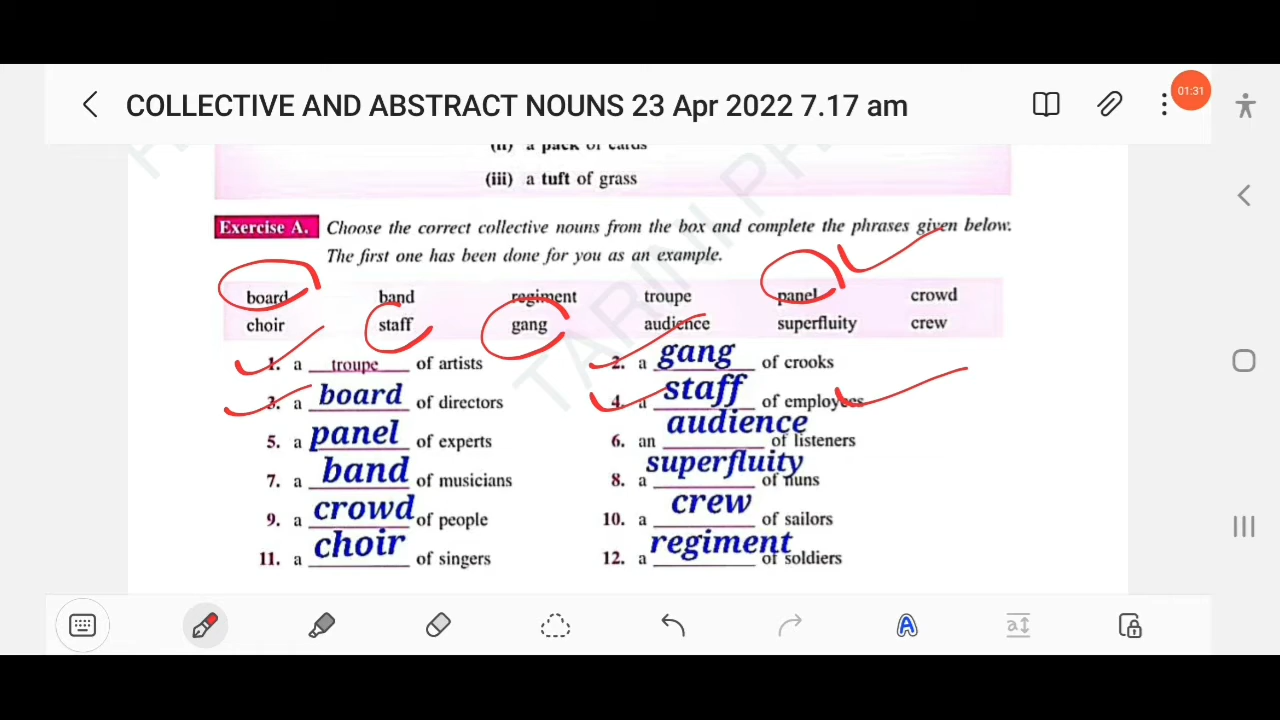 01:31
COLLECTIVE AND ABSTRACT NOUNS 23 Apr 2022 7.17 am
(ii) a pack of cards
(iii) a tuft of grass
Exercise A. Choose the correct collective nouns from the box and complete the phrases given below.
The first one has been done for you as an example.
board band regiment troupe panel crowd
choir staff gang audience superfluity crew
1. a troupe of artists 2. a gang of crooks
3. a board of directors 4. a staff of employees
5. a panel of experts 6. an audience of listeners
7. a band of musicians 8. a superfluity of nuns
9. a crowd of people 10. a crew of sailors
11. a choir of singers 12. a regiment of soldiers
TARINI